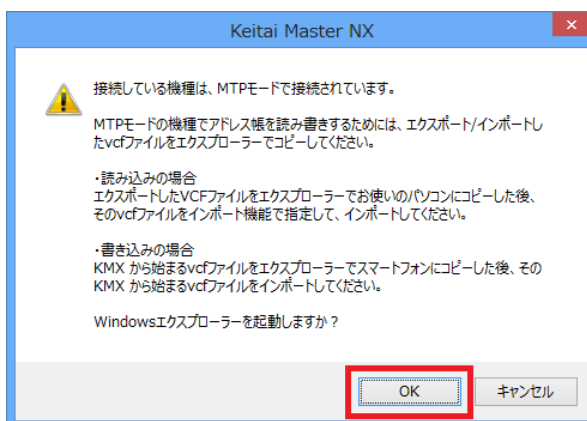 Keitai Master NX
接続している機種は、MTPモードで接続されています。
MTPモードの機種でアドレス帳を読み書きするためには、エクスポート/インポートし
たvcfファイルをエクスプローラーでコピーしてください。
・読み込みの場合
エクスポートしたVCFファイルをエクスプローラーでお使いのパソコンにコピーした後、
そのvcfファイルをインポート機能で指定して、インポートしてください。
・書き込みの場合
KMX から始まるvcfファイルをエクスプローラーでスマートフォンにコピーした後、その
KMX から始まるvcfファイルをインポートしてください。
Windowsエクスプローラーを起動しますか？
OK キャンセル